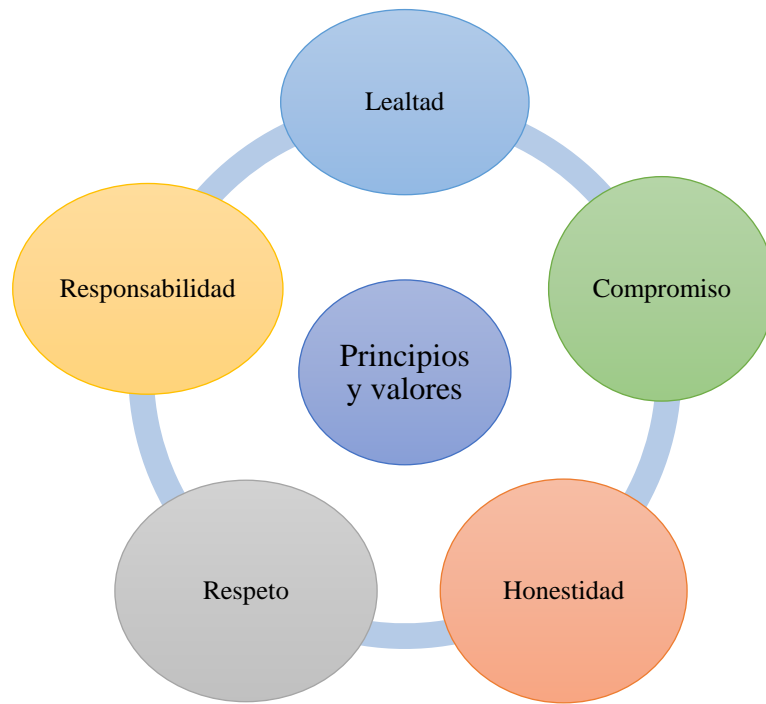 Lealtad
Compromiso
Honestidad
Respeto
Responsabilidad
Principios
y valores